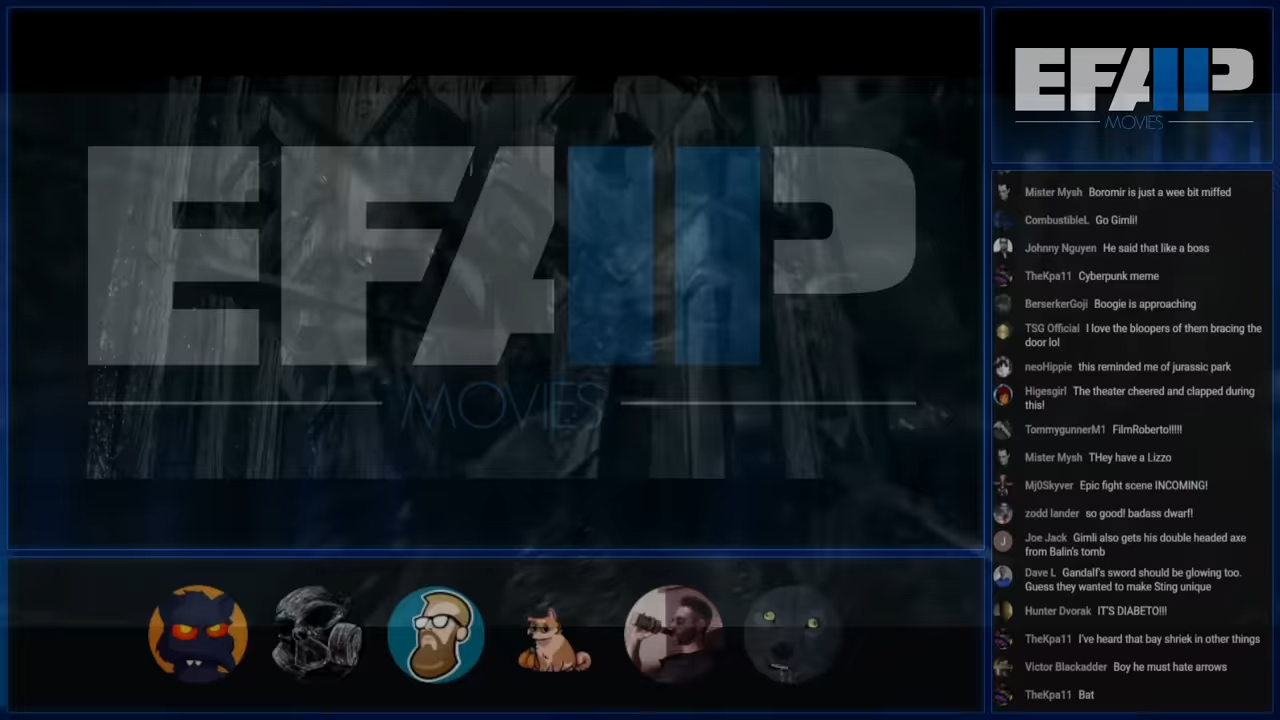 EFAP
MOVIES
EFAP
MOVIES
Mister Mysh Boromir is just a wee bit miffed
CombustibleL Go Gimli!
Johnny Nguyen He said that like a boss
TheKpa11 Cyberpunk meme
BerserkerGoji Boogie is approaching
TSG Official I love the bloopers of them bracing the
door lol
neoHippie this reminded me of jurassic park
Higesgirl The theater cheered and clapped during
this!
TommygunnerM1 FilmRoberto!!!!!
Mister Mysh THey have a Lizzo
Mj0Skyver Epic fight scene INCOMING!
zodd lander so good! badass dwarf!
J
Joe Jack Gimli also gets his double headed axe
from Balin's tomb
Dave L Gandalf's sword should be glowing too.
Guess they wanted to make Sting unique
Hunter Dvorak IT'S DIABETO!!!
TheKpa11 I've heard that bay shriek in other things
Victor Blackadder Boy he must hate arrows
TheKpa11 Bat